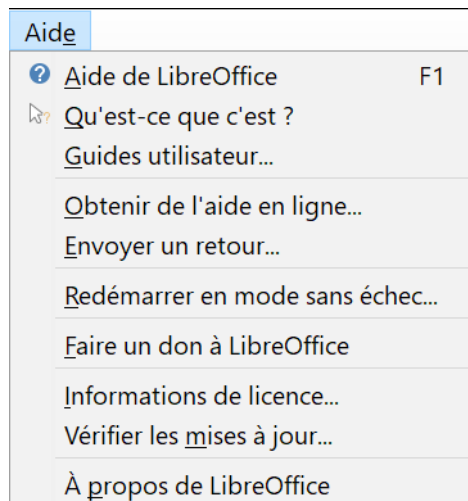 Aide
Aide de LibreOffice F1
Qu'est-ce que c'est ?
Guides utilisateur...
Obtenir de l'aide en ligne...
Envoyer un retour...
Redémarrer en mode sans échec...
Faire un don à LibreOffice
Informations de licence...
Vérifier les mises à jour...
À propos de LibreOffice